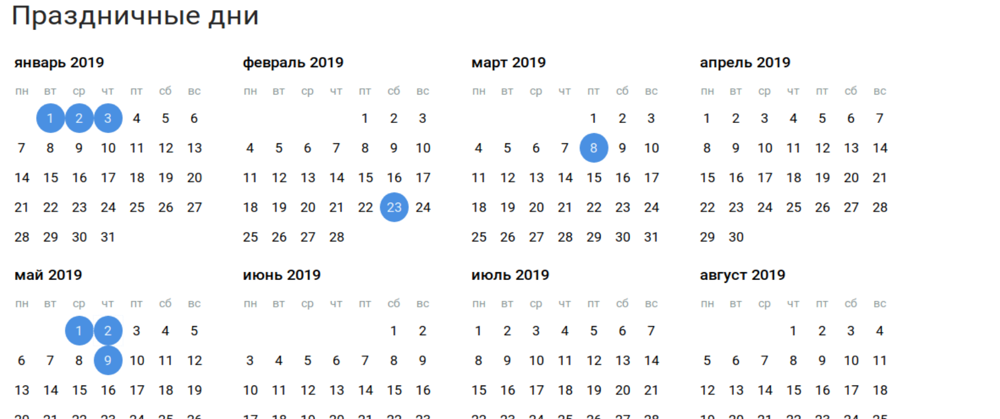 Праздничные дни
январь 2019 февраль 2019 март 2019 апрель 2019
пн вт ср чт пт сб вс пн вт ср чт пт сб вс пн вт ср чт пт сб вс пн вт ср чт пт сб вс
1 2 3 4 5 6 1 2 3 1 2 3 1 2 3 4 5 6 7
7 8 9 10 11 12 13 4 5 6 7 8 9 10 4 5 6 7 8 9 10 8 9 10 11 12 13 14
14 15 16 17 18 19 20 11 12 13 14 15 16 17 11 12 13 14 15 16 17 15 16 17 18 19 20 21
21 22 23 24 25 26 27 18 19 20 21 22 23 24 18 19 20 21 22 23 24 22 23 24 25 26 27 28
28 29 30 31 25 26 27 28 25 26 27 28 29 30 31 29 30
май 2019 июнь 2019 июль 2019 август 2019
пн вт ср чт пт сб вс пн вт ср чт пт сб вс пн вт ср чт пт сб вс пн вт ср чт пт сб вс
1 2 3 4 5 1 2 1 2 3 4 5 6 7 1 2 3 4
6 7 8 9 10 11 12 3 4 5 6 7 8 9 8 9 10 11 12 13 14 5 6 7 8 9 10 11
13 14 15 16 17 18 19 10 11 12 13 14 15 16 15 16 17 18 19 20 21 12 13 14 15 16 17 18
20 21 22 23 24 25 26 17 18 19 20 21 22 23 22 23 24 25 26 27 28 19 20 21 22 23 24 25